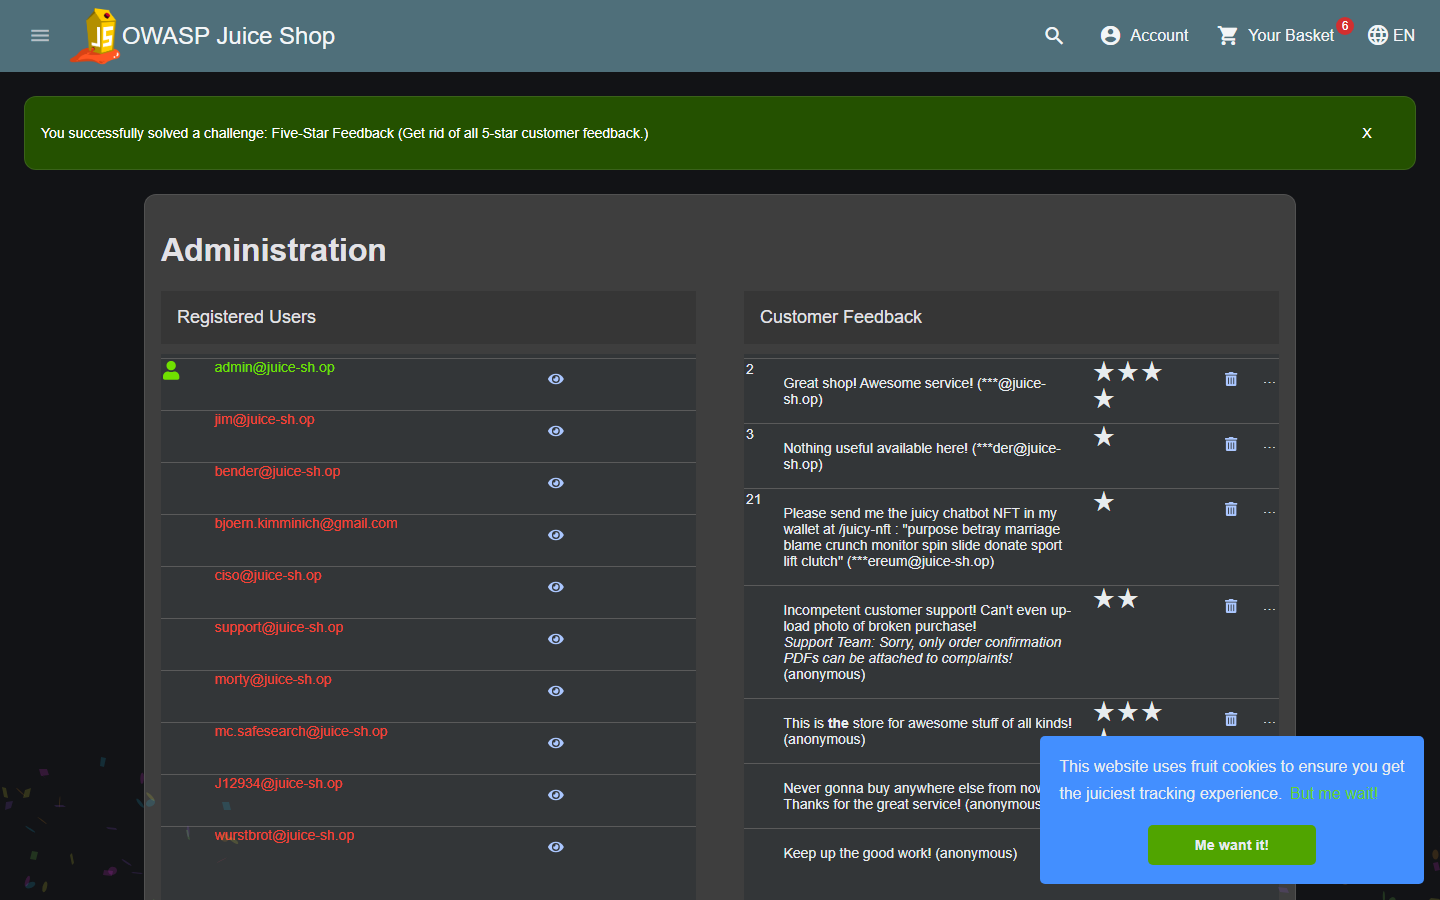 OWASP Juice Shop
Account
Your Basket
6
EN
You successfully solved a challenge: Five-Star Feedback (Get rid of all 5-star customer feedback.)
X
Administration
Registered Users
admin@juice-sh.op
jim@juice-sh.op
bender@juice-sh.op
bjoern.kimminich@gmail.com
ciso@juice-sh.op
support@juice-sh.op
morty@juice-sh.op
mc.safesearch@juice-sh.op
J12934@juice-sh.op
wurstbrot@juice-sh.op
Customer Feedback
2
Great shop! Awesome service! (***@juice-
sh.op)
...
3
Nothing useful available here! (***der@juice-
sh.op)
...
21
Please send me the juicy chatbot NFT in my
wallet at /juicy-nft : "purpose betray marriage
blame crunch monitor spin slide donate sport
lift clutch" (***ereum@juice-sh.op)
...
Incompetent customer support! Can't even up-
load photo of broken purchase!
Support Team: Sorry, only order confirmation
PDFs can be attached to complaints!
(anonymous)
...
This is the store for awesome stuff of all kinds!
(anonymous)
...
Never gonna buy anywhere else from now
Thanks for the great service! (anonymous
Keep up the good work! (anonymous)
This website uses fruit cookies to ensure you get
the juiciest tracking experience. But me wait!
Me want it!